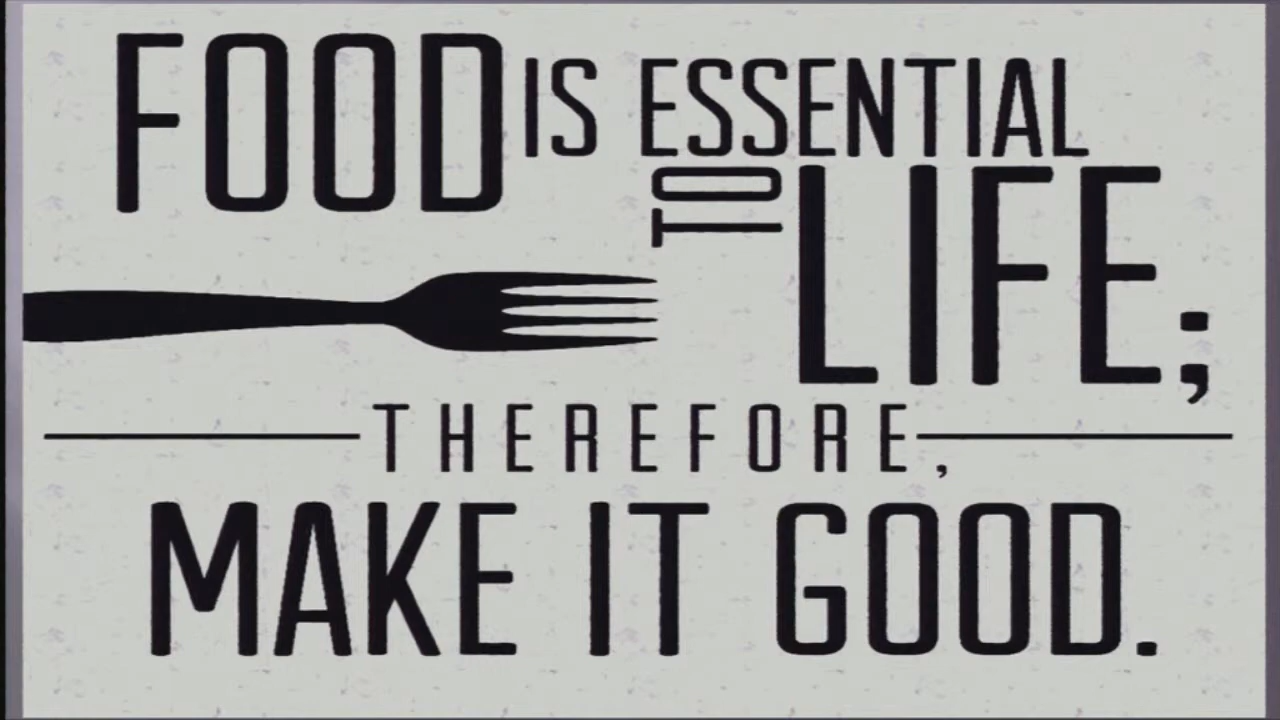 FOOD IS ESSENTIAL
TO LIFE;
THEREFORE,
MAKE IT GOOD.